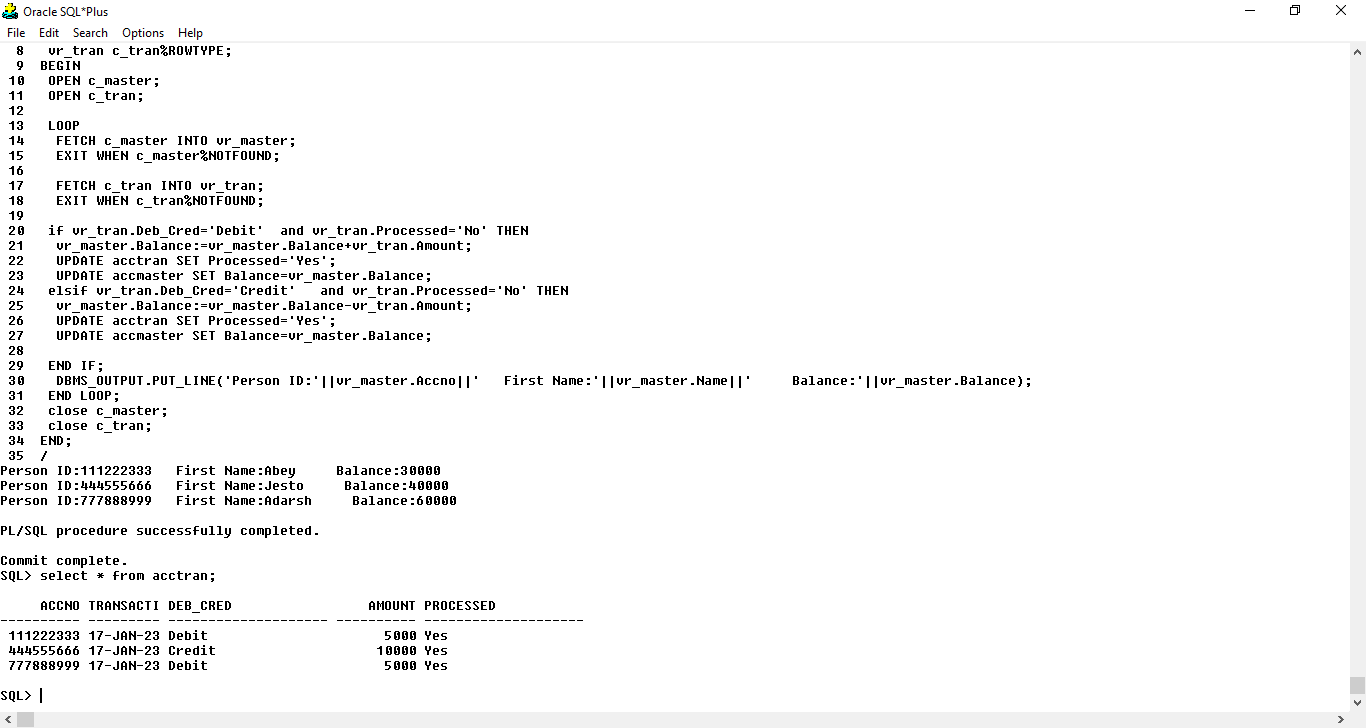 Oracle SQL*Plus
File Edit Search Options Help
8 vr_tran c_tran%ROWTYPE;
9 BEGIN
10 OPEN c_master;
11 OPEN c_tran;
12
13 LOOP
14 FETCH c_master INTO vr_master;
15 EXIT WHEN c_master%NOTFOUND;
16
17 FETCH c_tran INTO vr_tran;
18 EXIT WHEN c_tran%NOTFOUND;
19
20 if vr_tran.Deb_Cred='Debit' and vr_tran.Processed='No' THEN
21 vr_master.Balance:=vr_master.Balance+vr_tran.Amount;
22 UPDATE acctran SET Processed='Yes';
23 UPDATE accmaster SET Balance=vr_master.Balance;
24 elsif vr_tran.Deb_Cred='Credit' and vr_tran.Processed='No' THEN
25 vr_master.Balance:=vr_master.Balance-vr_tran.Amount;
26 UPDATE acctran SET Processed='Yes';
27 UPDATE accmaster SET Balance=vr_master.Balance;
28
29 END IF;
30 DBMS_OUTPUT.PUT_LINE('Person ID:'||vr_master.Accno||' First Name:'||vr_master.Name||' Balance:'||vr_master.Balance);
31 END LOOP;
32 close c_master;
33 close c_tran;
34 END;
35 /
Person ID:111222333 First Name:Abey Balance:30000
Person ID:444555666 First Name:Jesto Balance:40000
Person ID:777888999 First Name:Adarsh Balance:60000
PL/SQL procedure successfully completed.
Commit complete.
SQL> select * from acctran;
ACCNO TRANSACTI DEB_CRED AMOUNT PROCESSED
---------- --------- -------------------- ---------- --------------------
111222333 17-JAN-23 Debit 5000 Yes
444555666 17-JAN-23 Credit 10000 Yes
777888999 17-JAN-23 Debit 5000 Yes
SQL>